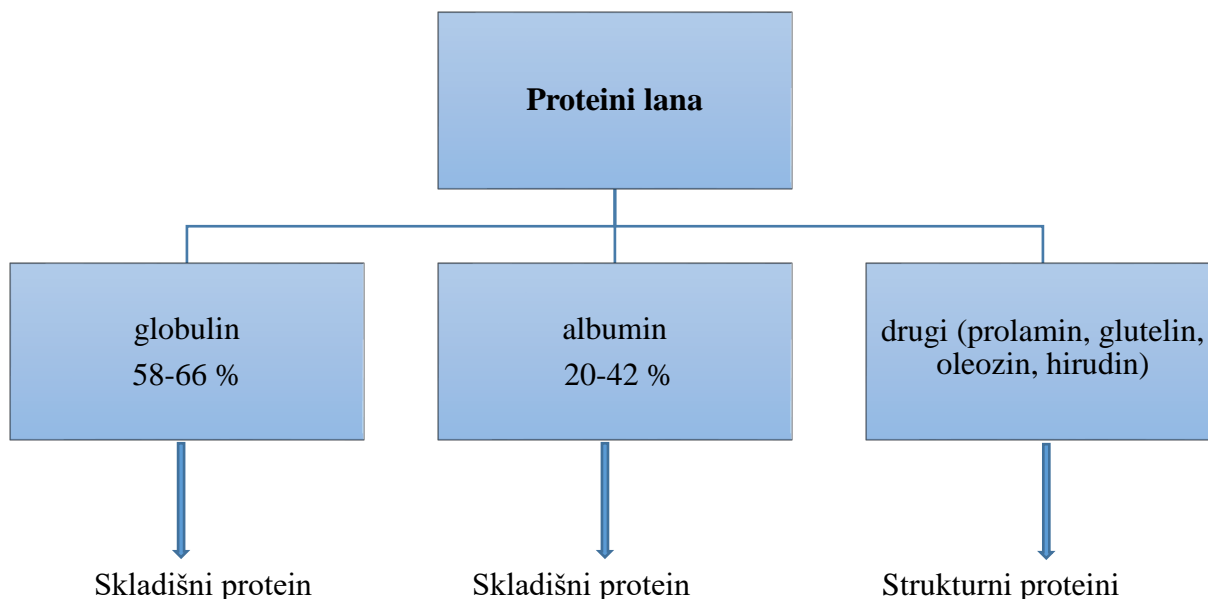 Proteini lana
globulin
58-66 %
albumin
20-42 %
drugi (prolamin, glutelin,
oleozin, hirudin)
Skladišni protein
Skladišni protein
Strukturni proteini